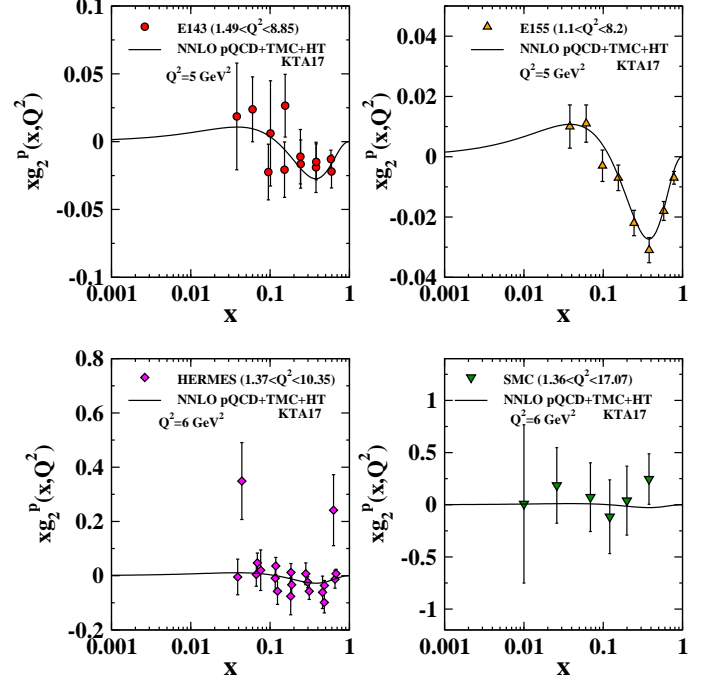 E143 (1.49<Q²<8.85)
NNLO pQCD+TMC+HT
KTA17
Q²=5 GeV²
xg₂ᵖ(x,Q²)
0.1
0.05
0
-0.05
-0.1
0.001 0.01 0.1 1
x
E155 (1.1<Q²<8.2)
NNLO pQCD+TMC+HT
KTA17
Q²=5 GeV²
xg₂ᵖ(x,Q²)
0.04
0.02
0
-0.02
-0.04
0.001 0.01 0.1 1
x
HERMES (1.37<Q²<10.35)
NNLO pQCD+TMC+HT
KTA17
Q²=6 GeV²
xg₂ᵖ(x,Q²)
0.8
0.6
0.4
0.2
0
-0.2
0.001 0.01 0.1 1
x
SMC (1.36<Q²<17.07)
NNLO pQCD+TMC+HT
KTA17
Q²=6 GeV²
xg₂ᵖ(x,Q²)
1
0.5
0
-0.5
-1
0.001 0.01 0.1 1
x